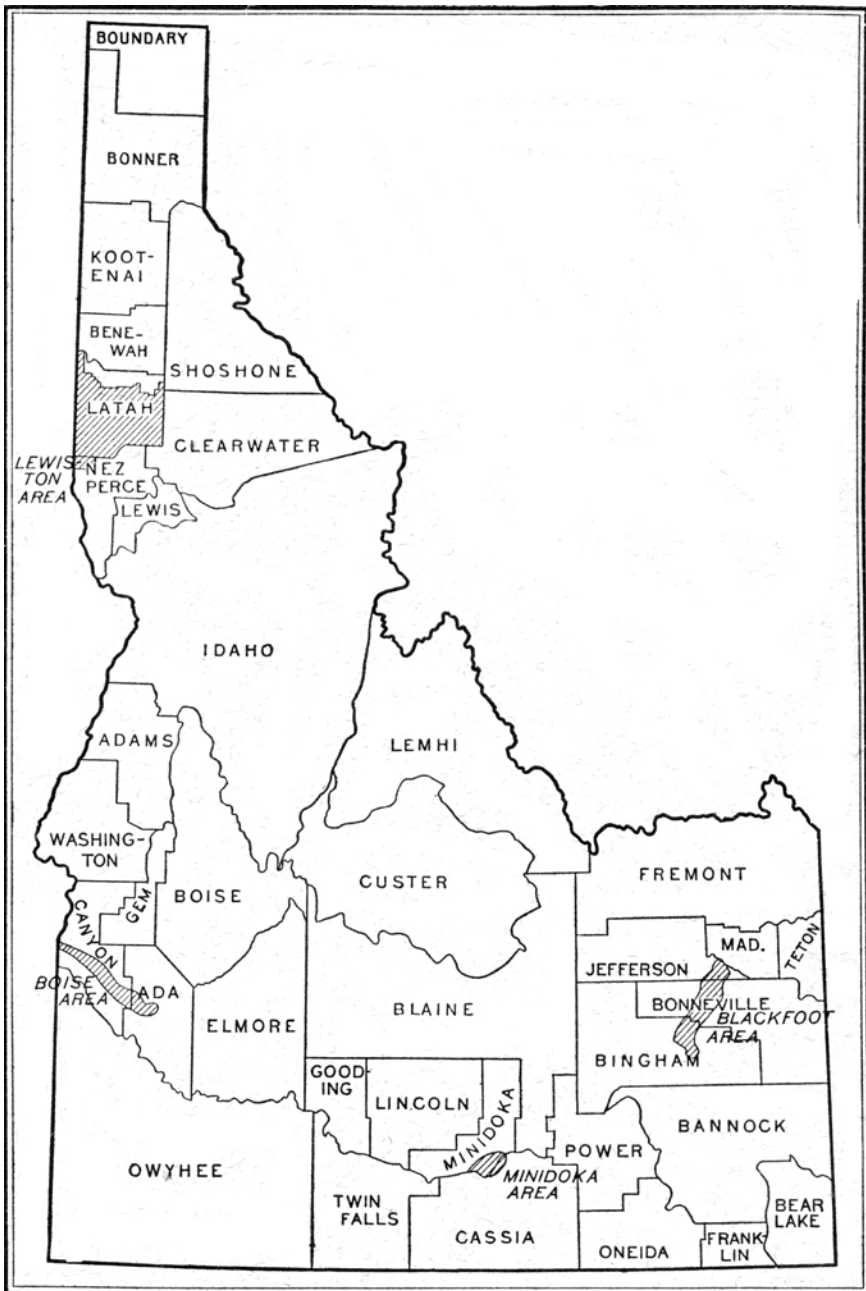 BOUNDARY
BONNER
KOOT-
ENAI
BENE-
WAH
SHOSHONE
LATAH
CLEARWATER
LEWIS-
TON
AREA
NEZ
PERCE
LEWIS
IDAHO
ADAMS
LEMHI
WASHING-
TON
FREMONT
CUSTER
BOISE
GEM
CANYON
MAD.
TETON
JEFFERSON
BOISE
AREA
ADA
BONNEVILLE
BLACKFOOT
AREA
BLAINE
ELMORE
BINGHAM
GOOD
ING
LINCOLN
MINIDOKA
BANNOCK
POWER
OWYHEE
MINIDOKA
AREA
TWIN
FALLS
BEAR
LAKE
CASSIA
ONEIDA
FRANK-
LIN